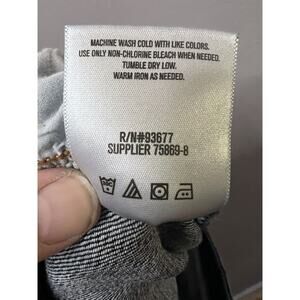 MACHINE WASH COLD WITH LIKE COLORS.
USE ONLY NON-CHLORINE BLEACH WHEN NEEDED.
TUMBLE DRY LOW.
WARM IRON AS NEEDED.
R/N#93677
SUPPLIER 75869-8